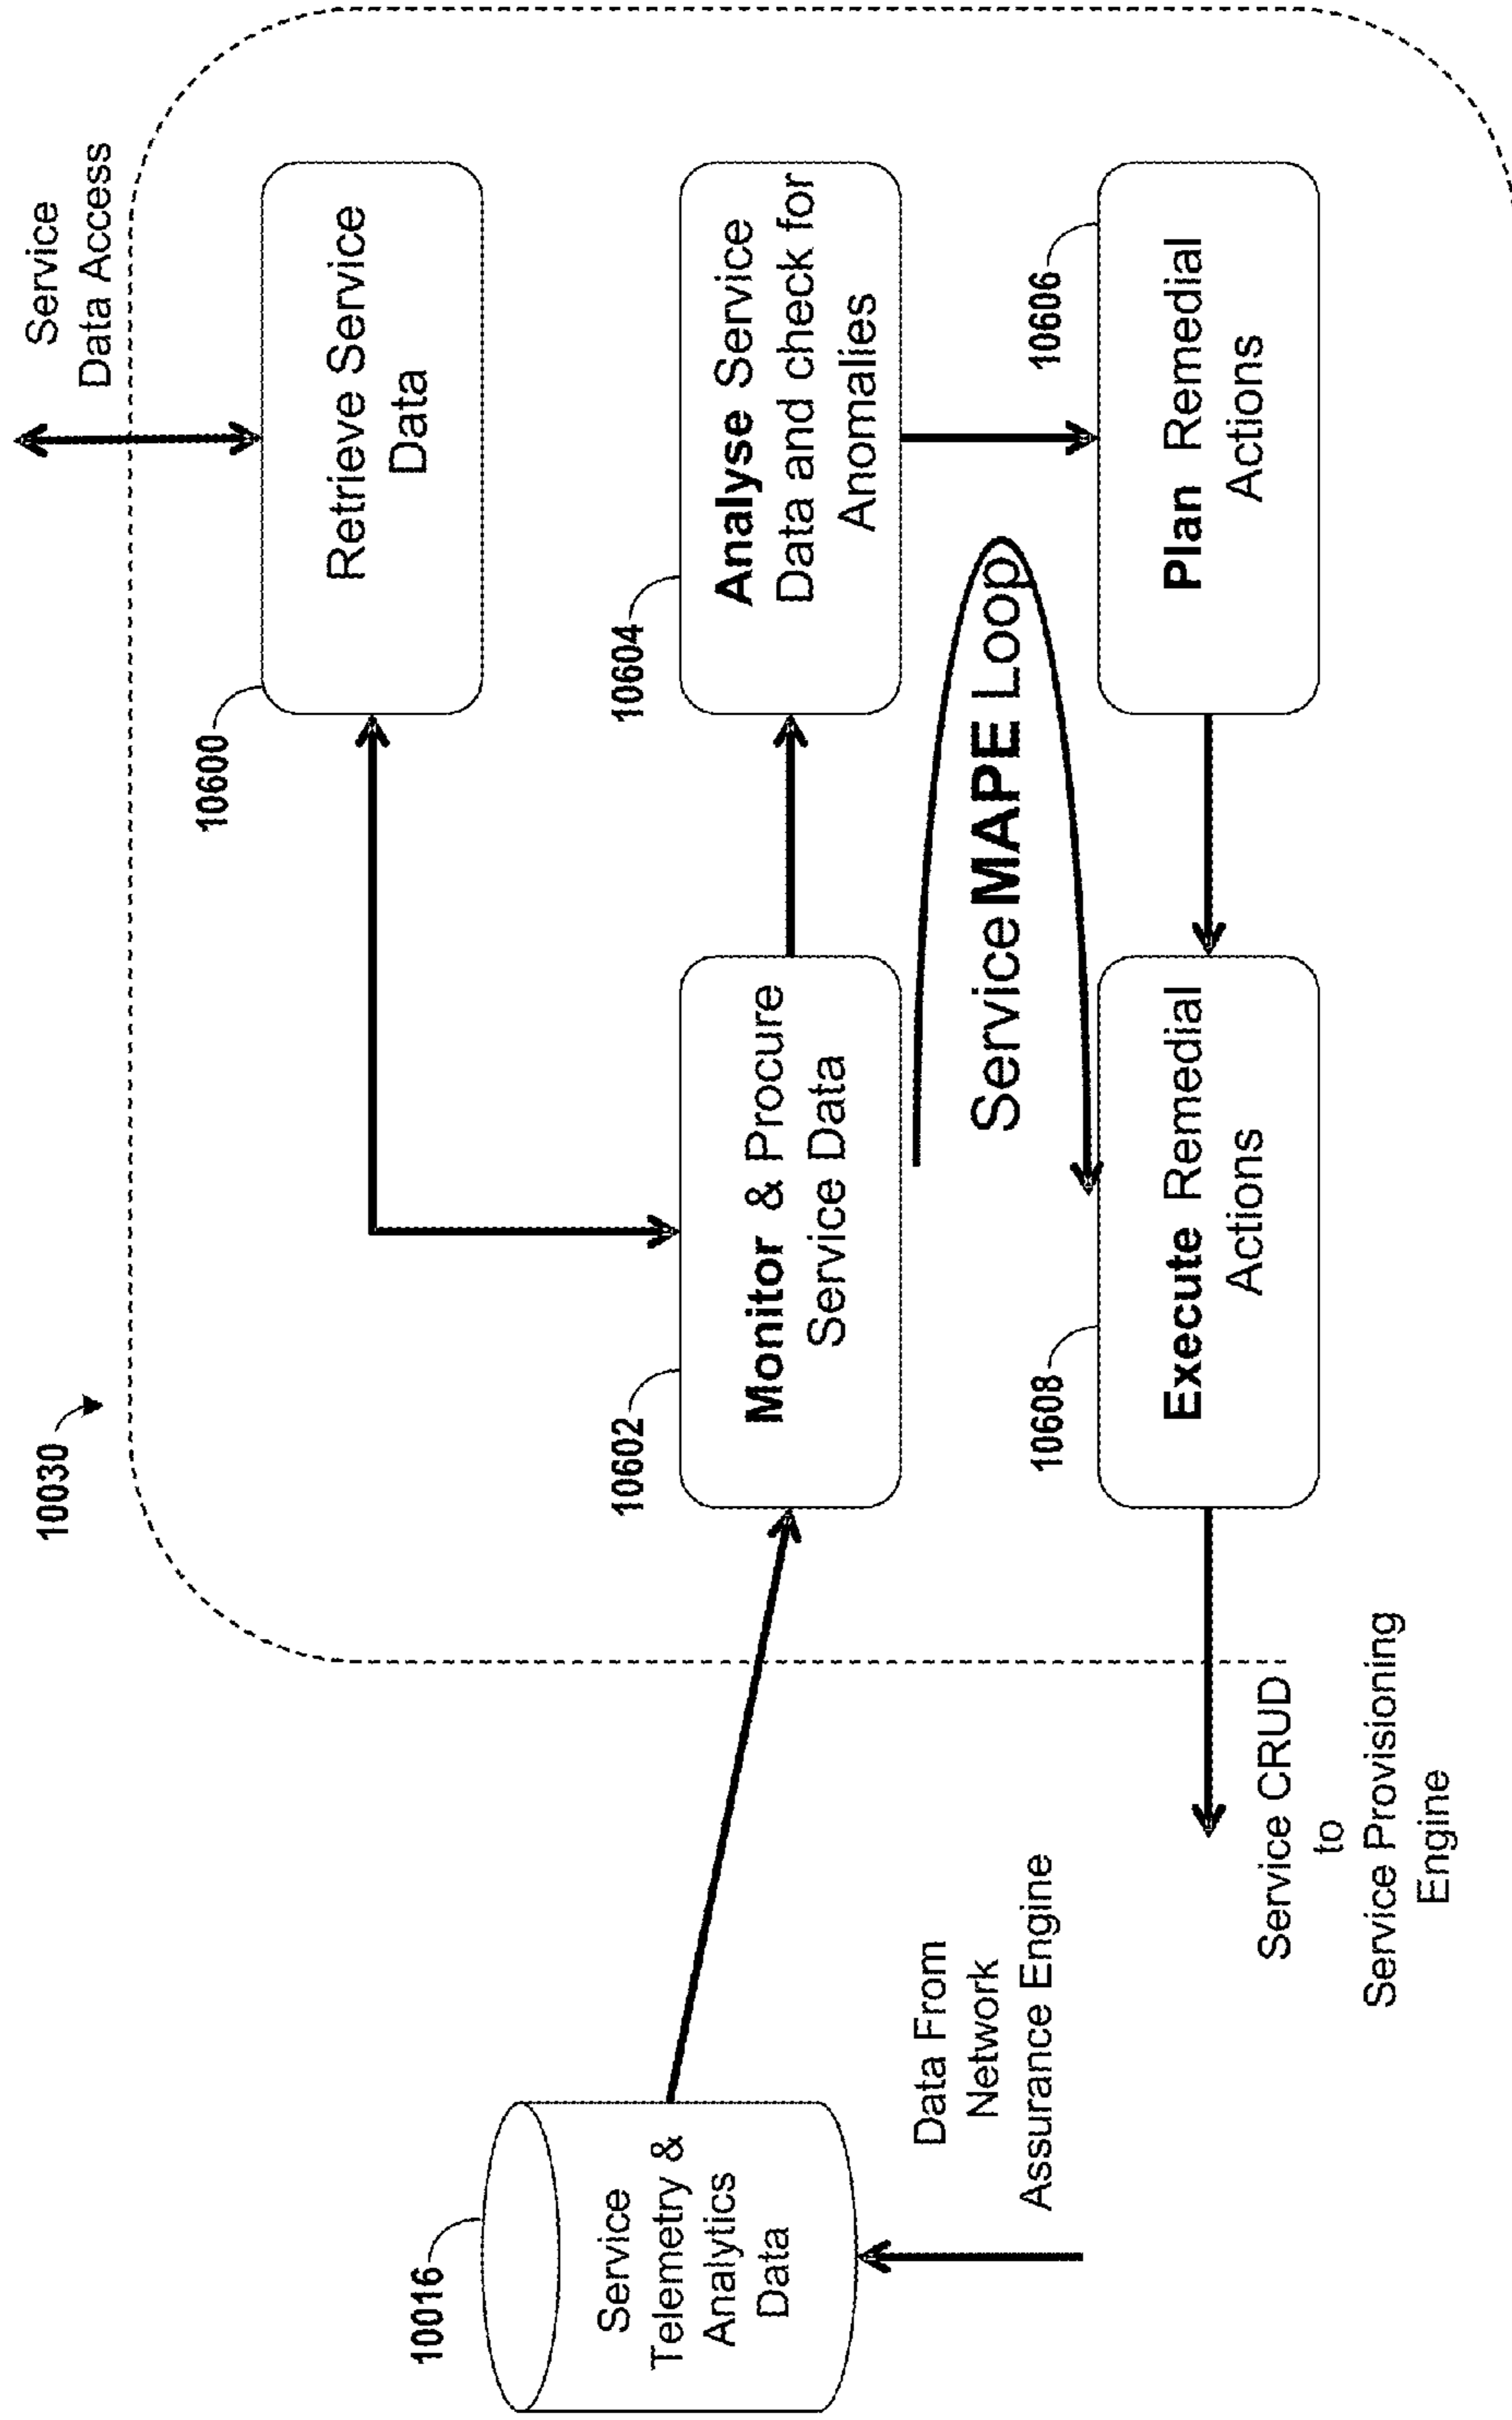 10030
Service
Data Access
10600
Retrieve Service
Data
10016
Service
Telemetry &
Analytics
Data
10602
Monitor & Procure
Service Data
10604
Analyse Service
Data and check for
Anomalies
Data From
Network
Assurance Engine
Service MAPE Loop
10608
Execute Remedial
Actions
10606
Plan Remedial
Actions
Service CRUD
to
Service Provisioning
Engine